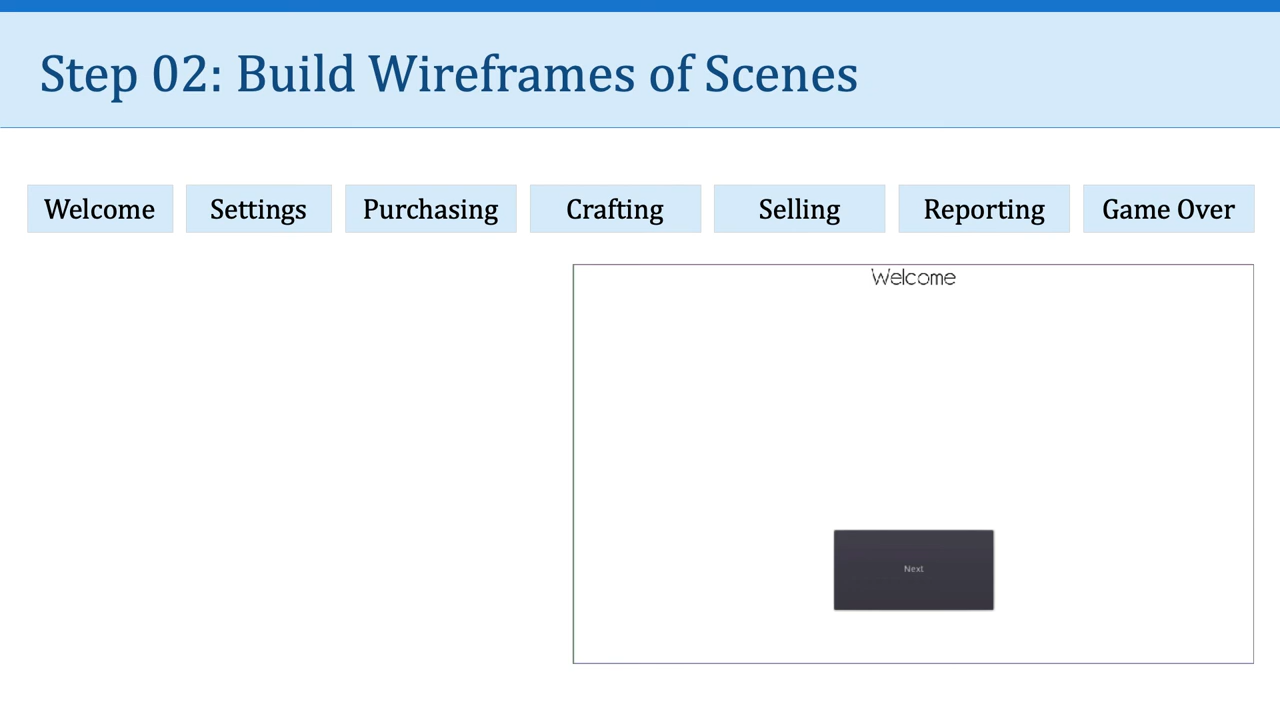 Step 02: Build Wireframes of Scenes
Welcome Settings Purchasing Crafting Selling Reporting Game Over
Welcome
Next